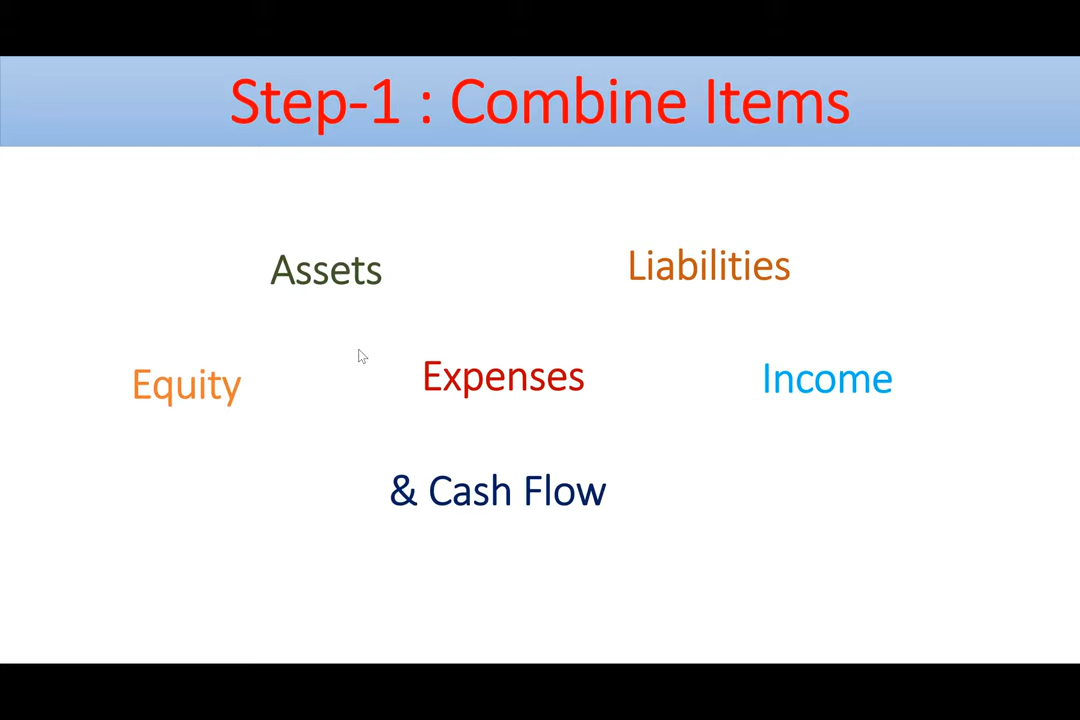 Step-1 : Combine Items
Assets
Liabilities
Equity
Expenses
Income
& Cash Flow